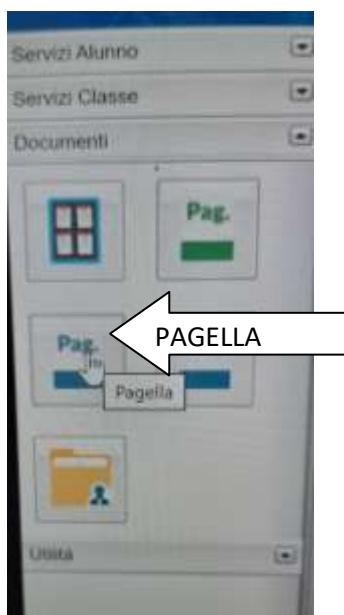 Servizi Alunno
Servizi Classe
Documenti
Pag.
Pag.
PAGELLA
Pagella
Utilità